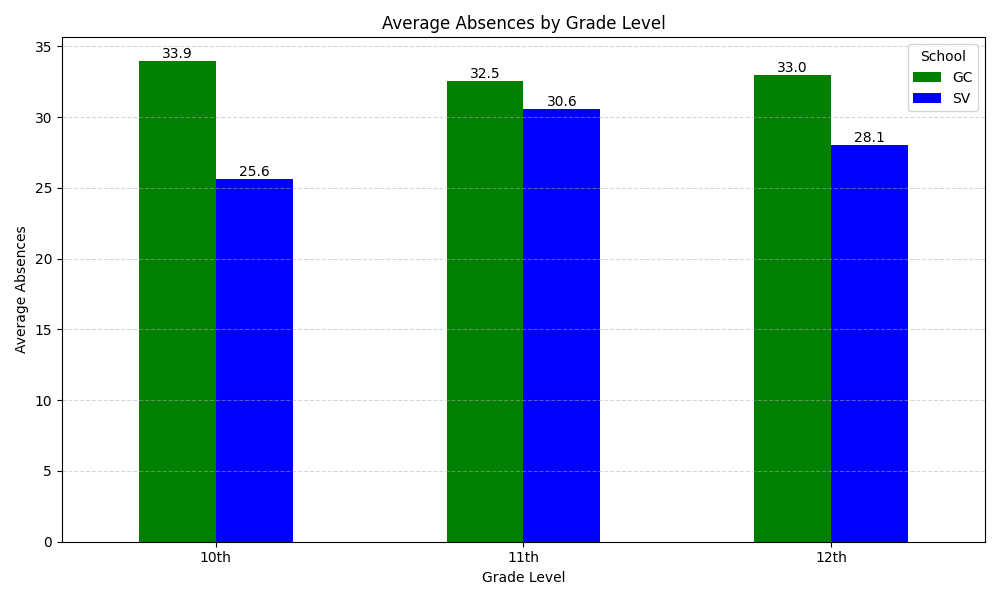 Average Absences by Grade Level
School
GC
SV
Average Absences
35
30
25
20
15
10
5
0
33.9
25.6
32.5
30.6
33.0
28.1
10th
11th
12th
Grade Level